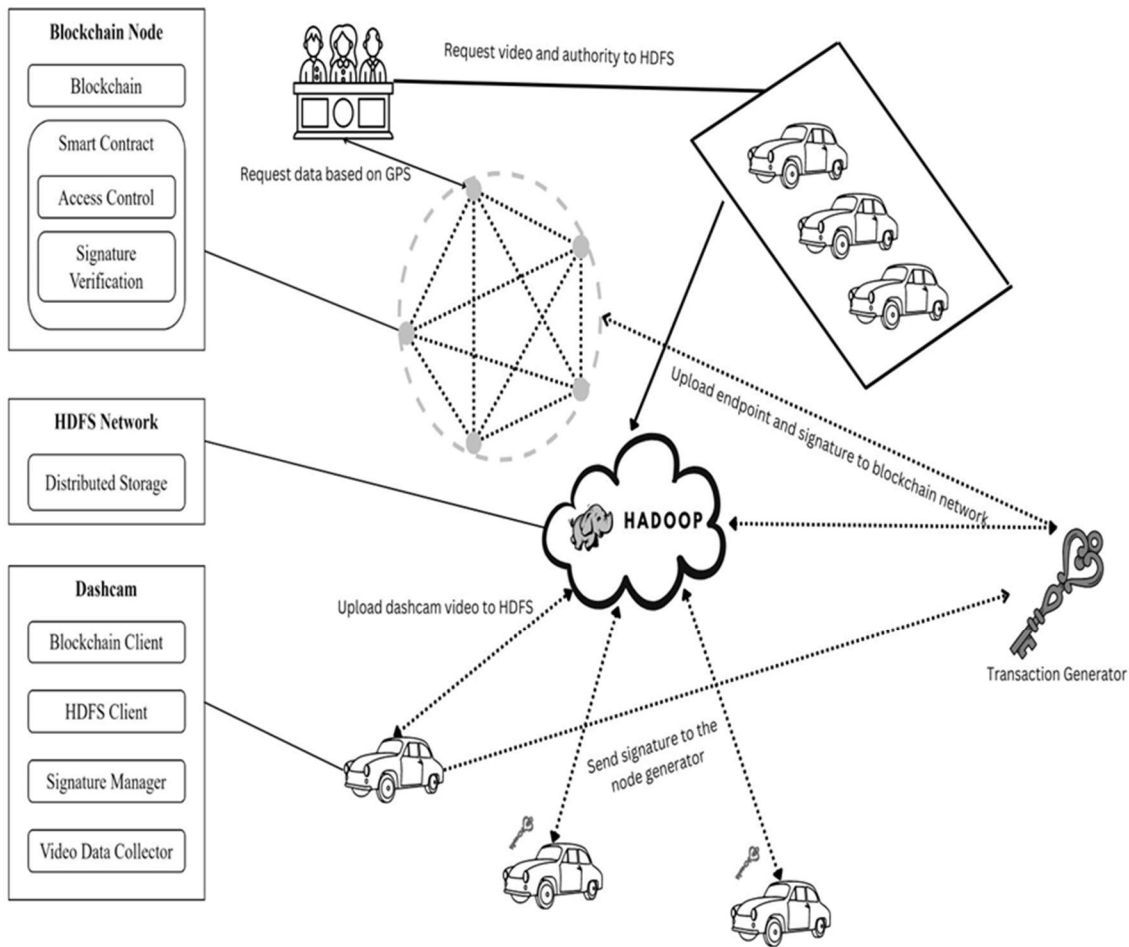 Blockchain Node
Blockchain
Smart Contract
Access Control
Signature
Verification
HDFS Network
Distributed Storage
Dashcam
Blockchain Client
HDFS Client
Signature Manager
Video Data Collector
Request video and authority to HDFS
Request data based on GPS
Upload endpoint and signature to blockchain network
HADOOP
Upload dashcam video to HDFS
Transaction Generator
Send signature to the
node generator